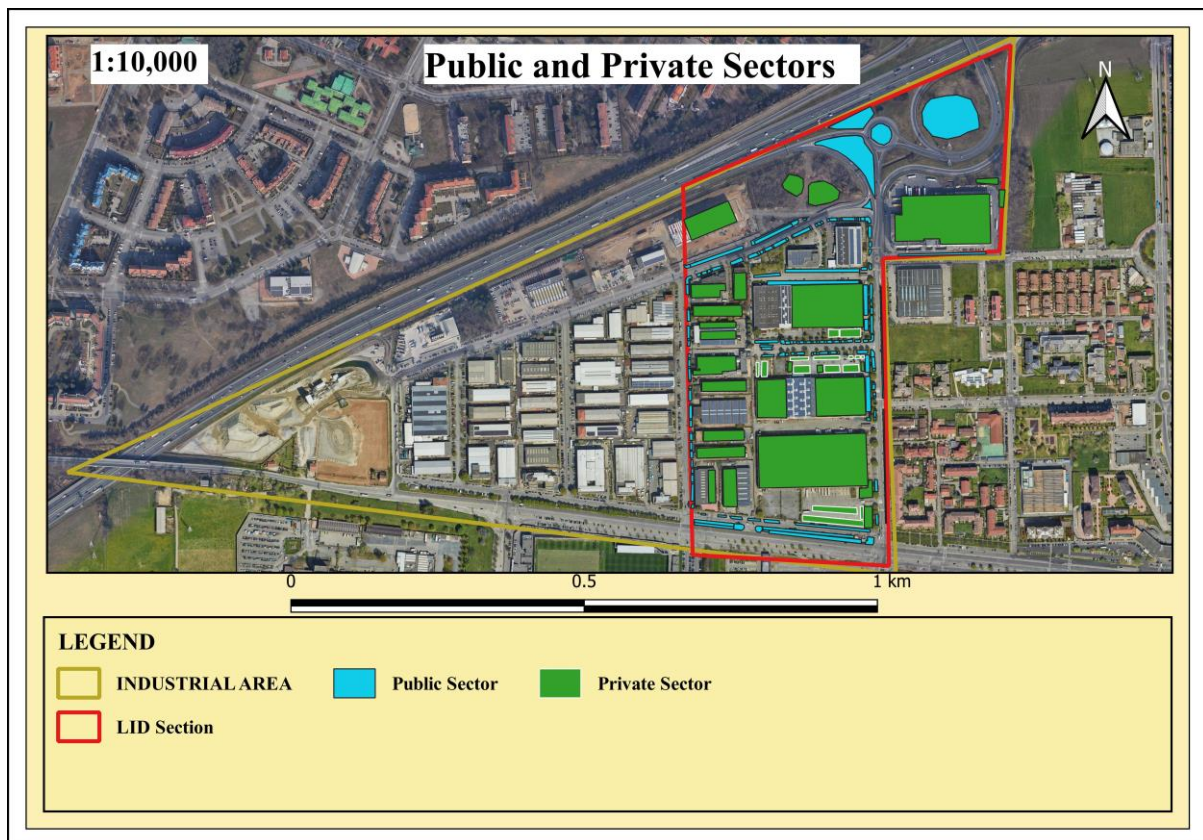 1:10,000
Public and Private Sectors
N
0 0.5 1 km
LEGEND
INDUSTRIAL AREA Public Sector Private Sector
LID Section